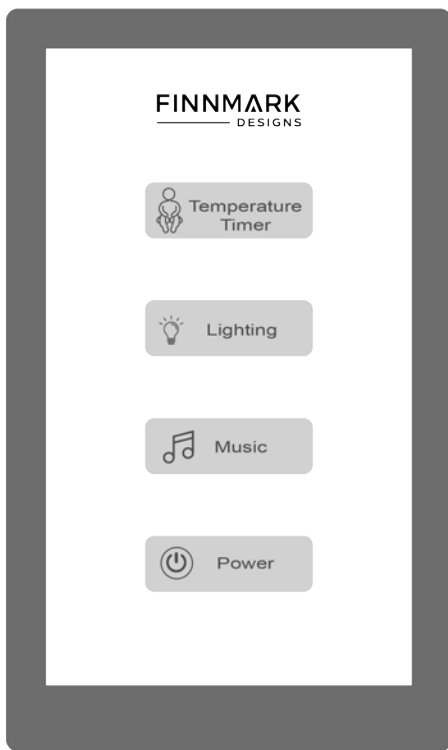 FINNMARK
DESIGNS
Temperature
Timer
Lighting
Music
Power